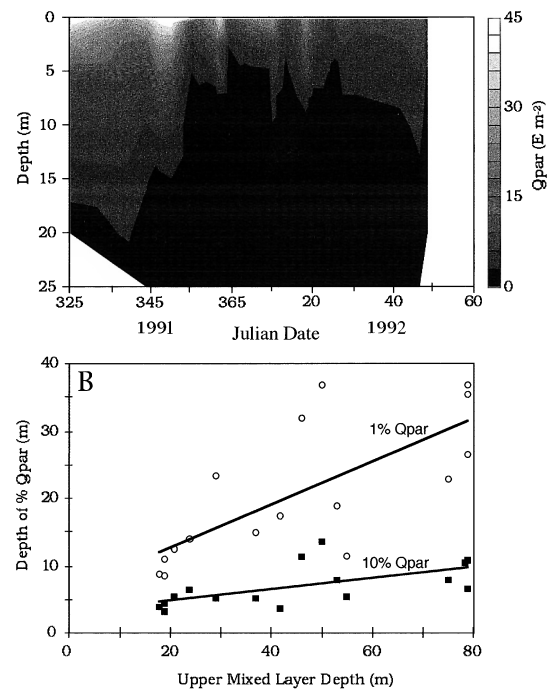 0
5
10
15
20
25
Depth (m)
325 345 365 20 40 60
1991 Julian Date 1992
45
30
15
0
Qpar (E m-2)
B
40
30
20
10
0
Depth of % Qpar (m)
1% Qpar
10% Qpar
0 20 40 60 80
Upper Mixed Layer Depth (m)